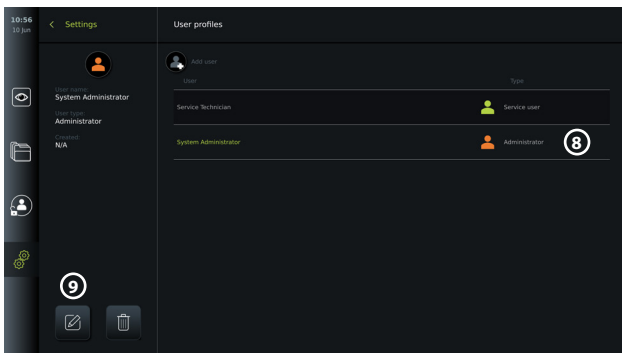 10:56
10 Jun
Settings
User profiles
Add user
User
Type
User name:
System Administrator
User type:
Administrator
Created:
N/A
Service Technician
Service user
System Administrator
Administrator
8
9